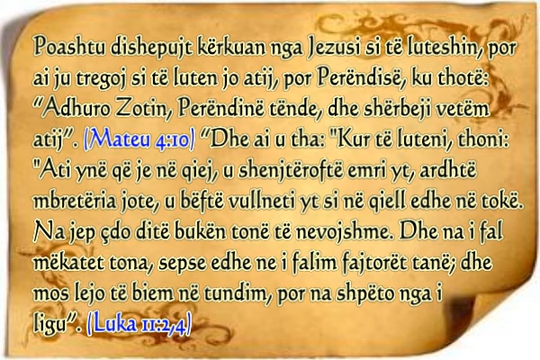 Poashtu dishepujt kërkuan nga Jezusi si të luteshin, por
ai ju tregoj si të luten jo atij, por Perëndisë, ku thotë:
“Adhuro Zotin, Perëndinë tënde, dhe shërbeji vetëm
atij”. (Mateu 4:10) “Dhe ai u tha: "Kur të luteni, thoni:
"Ati ynë që je në qiej, u shenjtëroftë emri yt, ardhtë
mbretëria jote, u bëftë vullneti yt si në qiell edhe në tokë.
Na jep çdo ditë bukën tonë të nevojshme. Dhe na i fal
mëkatet tona, sepse edhe ne i falim fajtorët tanë; dhe
mos lejo të biem në tundim, por na shpëto nga i
ligu”. (Luka 11:2,4)